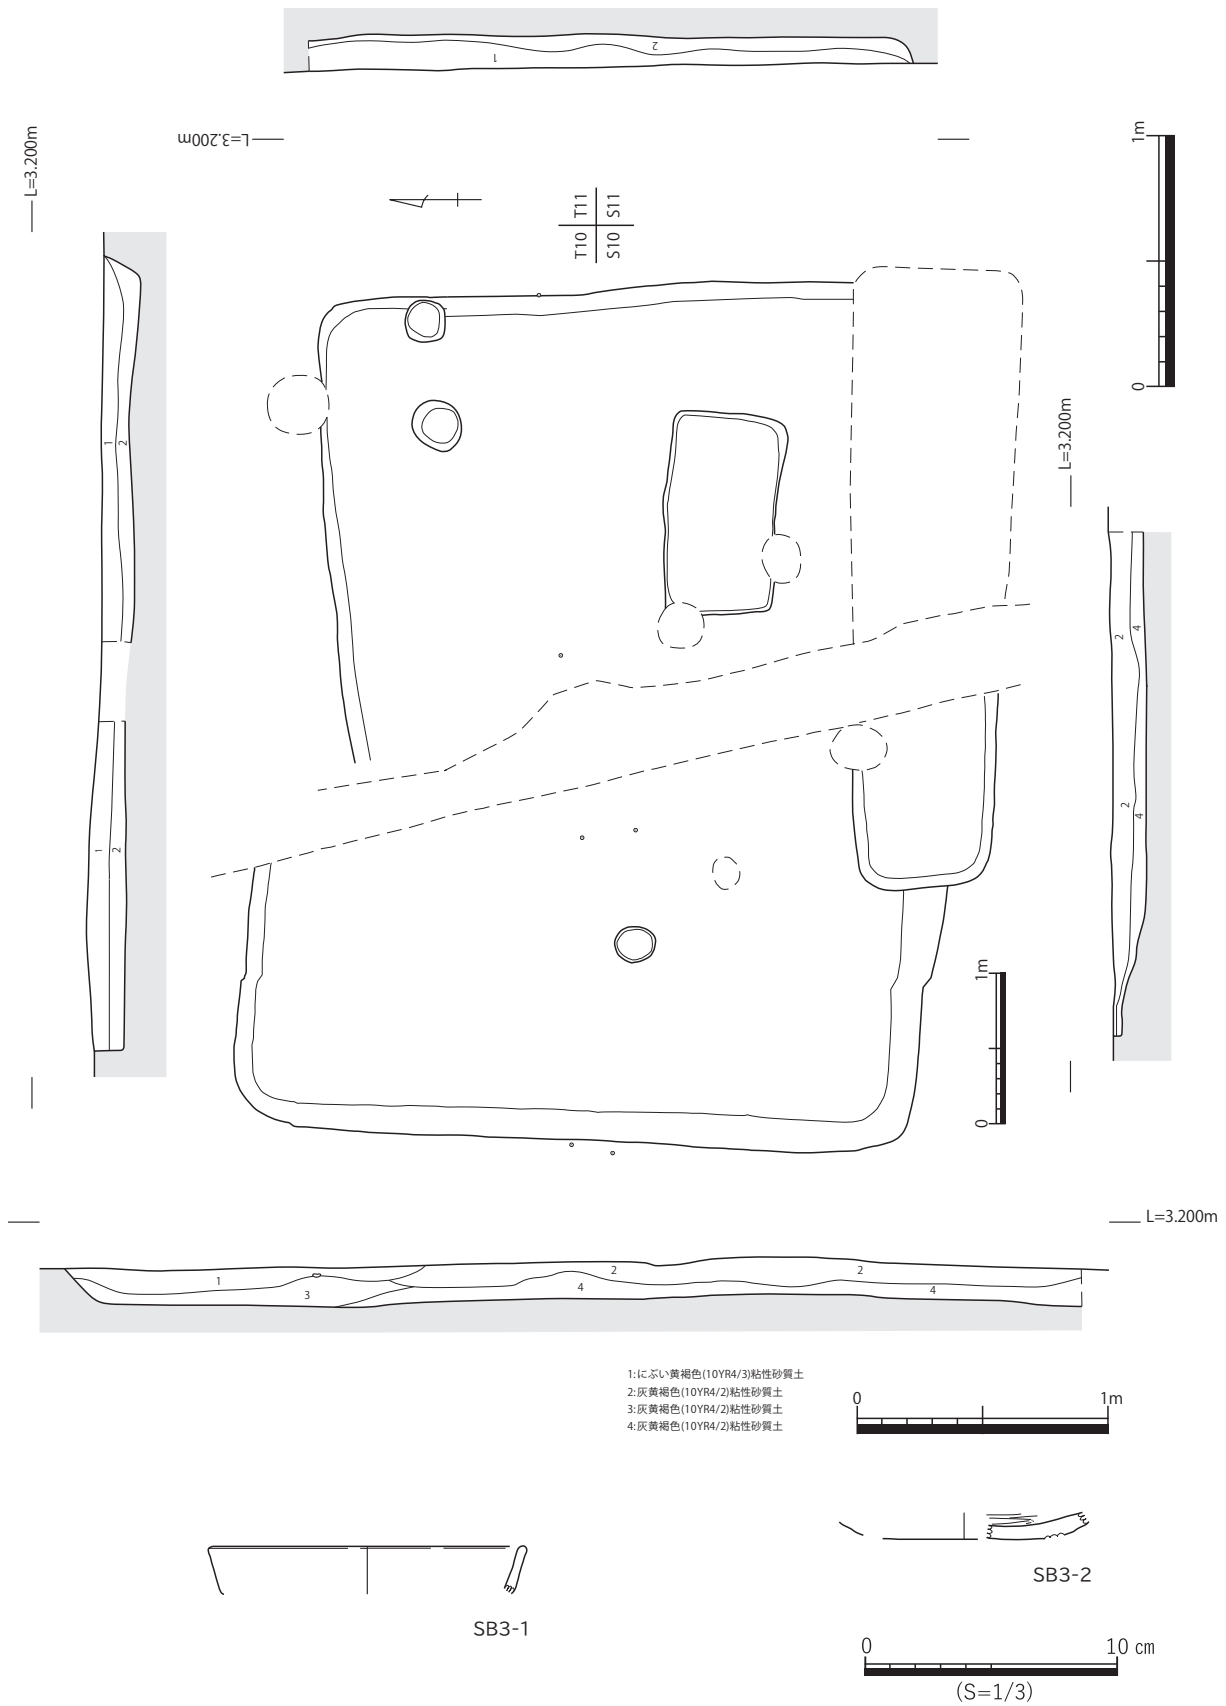 2
1
L=3.200m
L=3.200m
1m
0
T11 S11
T10 S10
L=3.200m
1
2
1
2
2
4
2
4
1m
0
L=3.200m
1
3
2
4
2
4
1:にぶい黄褐色(10YR4/3)粘性砂質土
2:灰黄褐色(10YR4/2)粘性砂質土
3:灰黄褐色(10YR4/2)粘性砂質土
4:灰黄褐色(10YR4/2)粘性砂質土
0 1m
SB3-2
SB3-1
0 10 cm
(S=1/3)